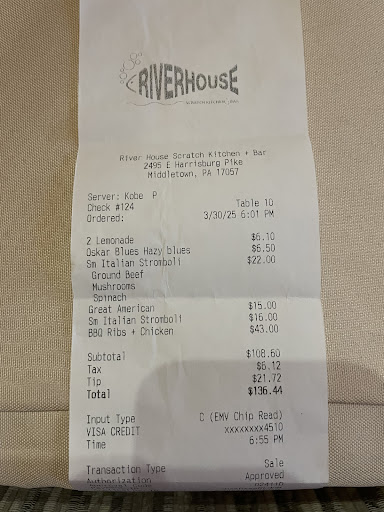 RIVERHOUSE
River House Scratch Kitchen + Bar
2495 E Harrisburg Pike
Middletown, PA 17057
Server: Kobe P
Check #124 Table 10
Ordered: 3/30/25 6:01 PM
2 Lemonade $6.10
Oskar Blues Hazy blues $6.50
Sm Italian Stromboli $22.00
Ground Beef
Mushrooms
Spinach
Great American $15.00
Sm Italian Stromboli $16.00
BBQ Ribs + Chicken $43.00
Subtotal $108.60
Tax $6.12
Tip $21.72
Total $136.44
Input Type C (EMV Chip Read)
VISA CREDIT xxxxxxxx4510
Time 6:55 PM
Transaction Type Sale
Authorization Approved